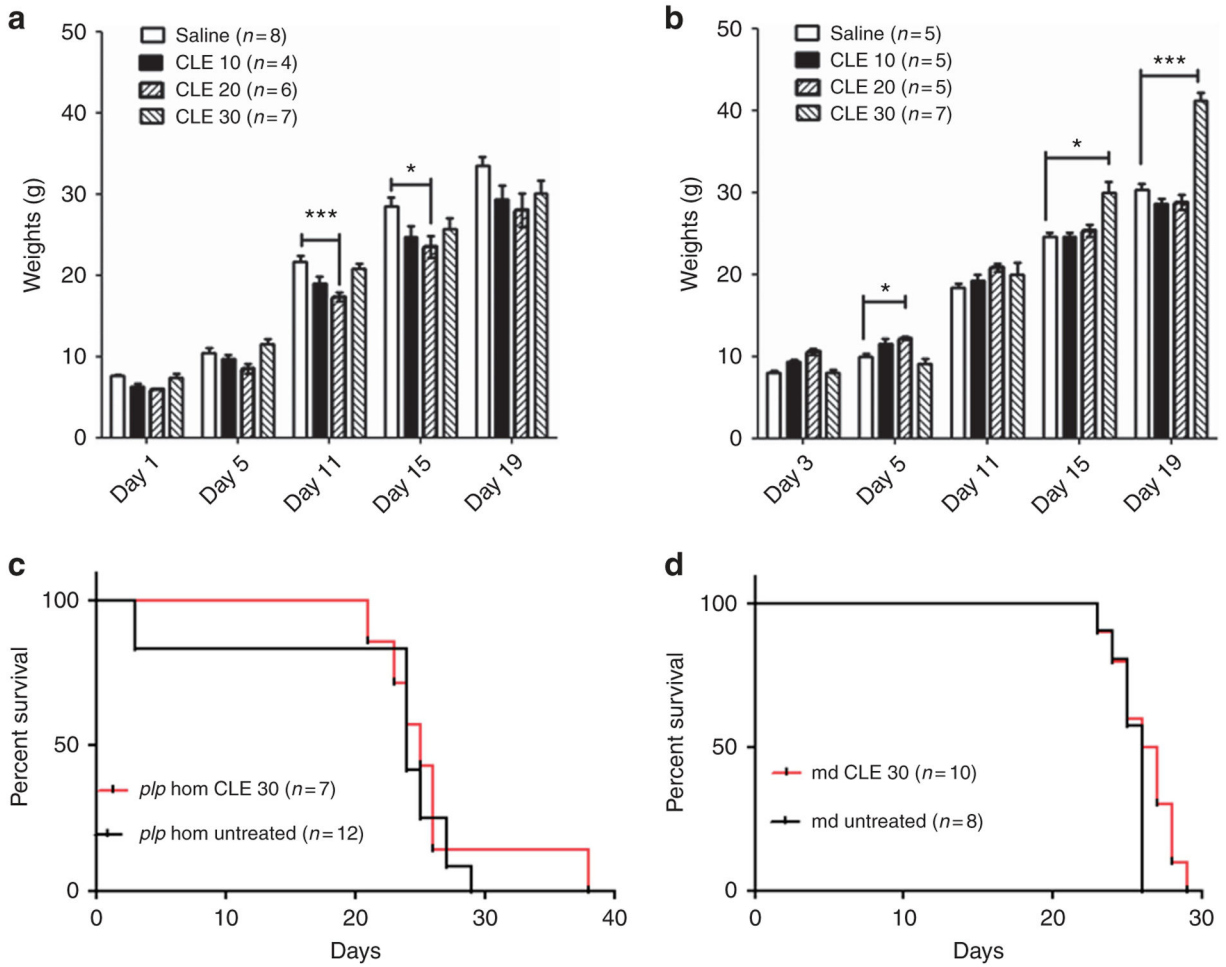 a
50
40
30
20
10
0
Weights (g)
Saline (n=8)
CLE 10 (n=4)
CLE 20 (n=6)
CLE 30 (n=7)
***
*
Day 1
Day 5
Day 11
Day 15
Day 19
b
50
40
30
20
10
0
Weights (g)
Saline (n=5)
CLE 10 (n=5)
CLE 20 (n=5)
CLE 30 (n=7)
*
*
***
Day 3
Day 5
Day 11
Day 15
Day 19
c
100
50
0
Percent survival
plp hom CLE 30 (n=7)
plp hom untreated (n=12)
0
10
20
30
40
Days
d
100
50
0
Percent survival
md CLE 30 (n=10)
md untreated (n=8)
0
10
20
30
Days